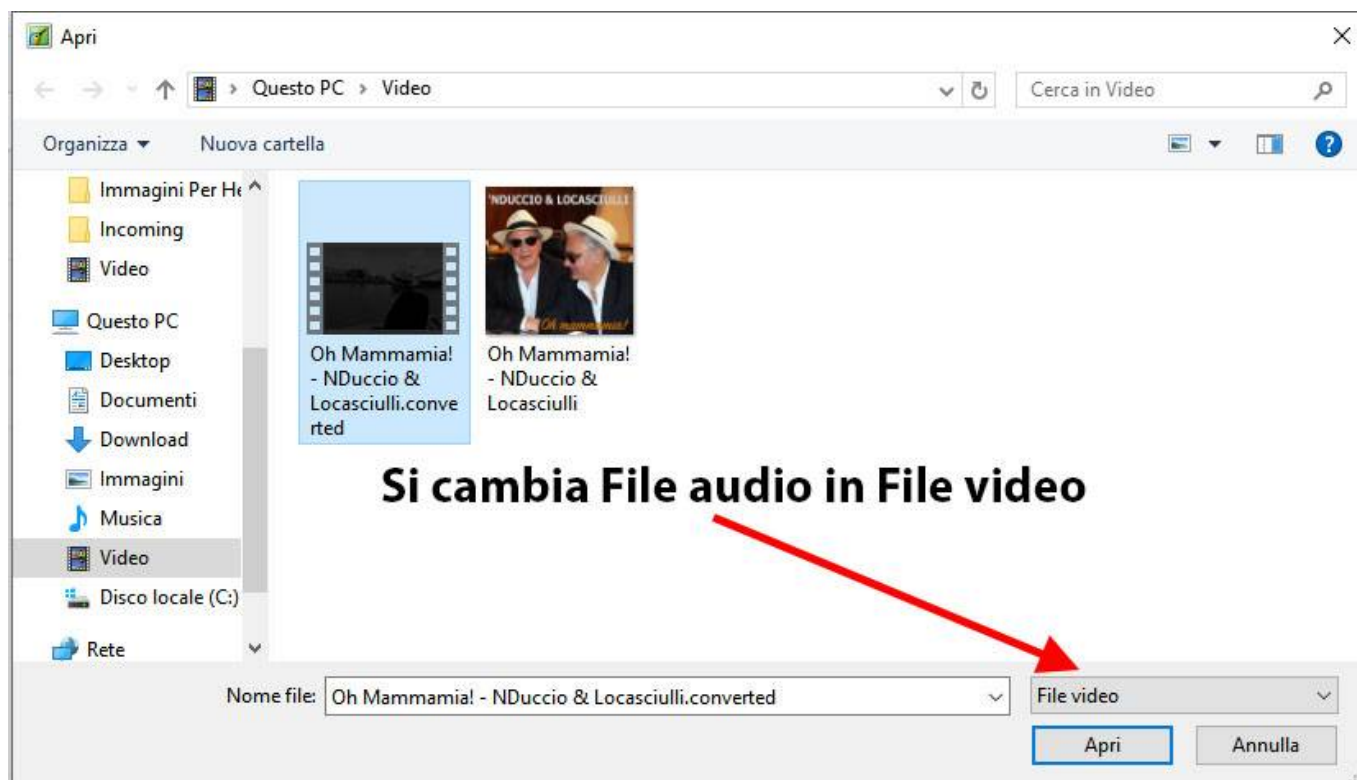 Apri
Questo PC > Video
Cerca in Video
Organizza
Nuova cartella
Immagini Per He
Incoming
Video
Questo PC
Desktop
Documenti
Download
Immagini
Musica
Video
Disco locale (C:)
Rete
'NDUCCIO & LOCASCIULLI
Oh mammamia!
Oh Mammamia!
- NDuccio &
Locasciulli.conve
rted
Oh Mammamia!
- NDuccio &
Locasciulli
Si cambia File audio in File video
Nome file: Oh Mammamia! - NDuccio & Locasciulli.converted
File video
Apri
Annulla